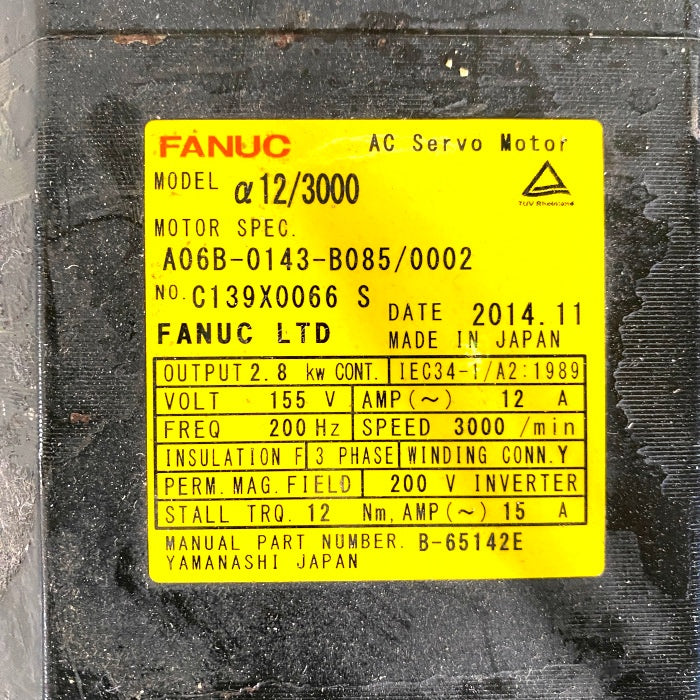 FANUC AC Servo Motor
MODEL α12/3000
TUV Rheinland
MOTOR SPEC.
A06B-0143-B085/0002
NO. C139X0066 S
DATE 2014.11
FANUC LTD MADE IN JAPAN
OUTPUT 2.8 kw CONT. IEC34-1/A2:1989
VOLT 155 V AMP(~) 12 A
FREQ 200 Hz SPEED 3000 /min
INSULATION F 3 PHASE WINDING CONN.Y
PERM.MAG.FIELD 200 V INVERTER
STALL TRQ. 12 Nm, AMP(~) 15 A
MANUAL PART NUMBER. B-65142E
YAMANASHI JAPAN